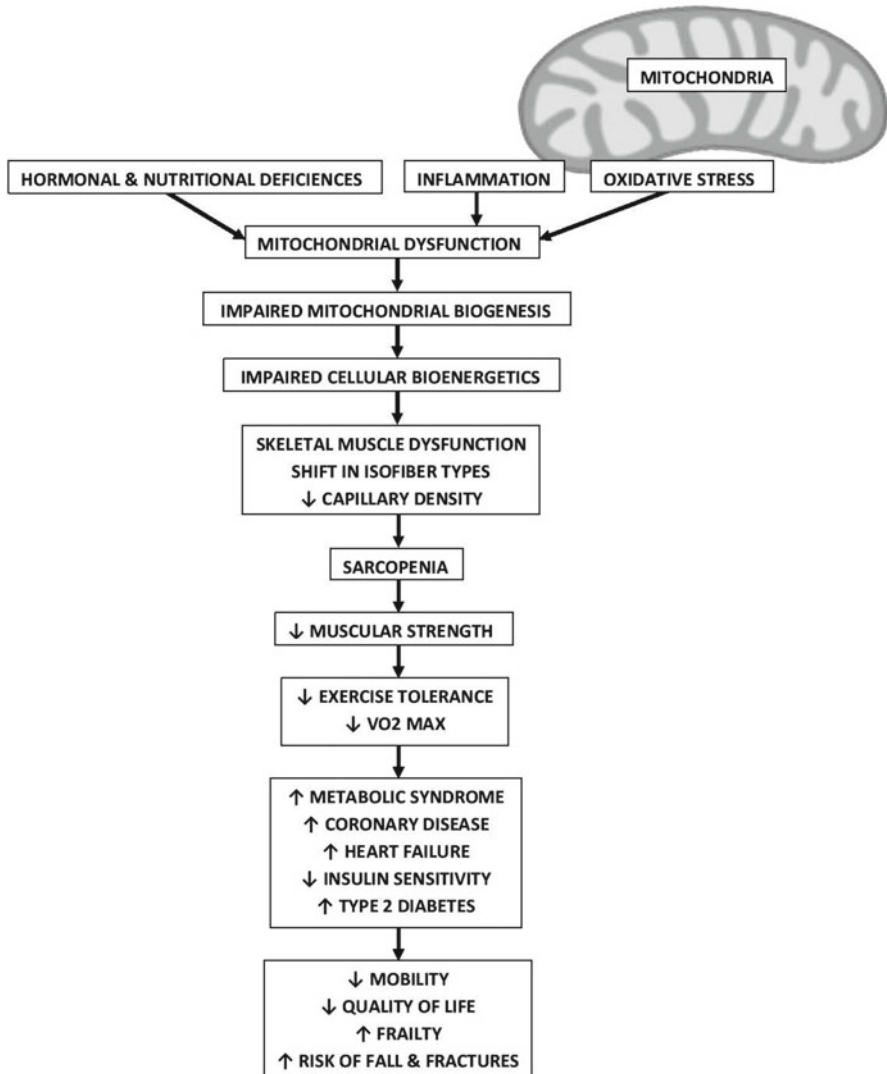 MITOCHONDRIA
HORMONAL & NUTRITIONAL DEFICIENCES
INFLAMMATION
OXIDATIVE STRESS
MITOCHONDRIAL DYSFUNCTION
IMPAIRED MITOCHONDRIAL BIOGENESIS
IMPAIRED CELLULAR BIOENERGETICS
SKELETAL MUSCLE DYSFUNCTION
SHIFT IN ISOFIBER TYPES
↓ CAPILLARY DENSITY
SARCOPENIA
↓ MUSCULAR STRENGTH
↓ EXERCISE TOLERANCE
↓ VO2 MAX
↑ METABOLIC SYNDROME
↑ CORONARY DISEASE
↑ HEART FAILURE
↓ INSULIN SENSITIVITY
↑ TYPE 2 DIABETES
↓ MOBILITY
↓ QUALITY OF LIFE
↑ FRAILTY
↑ RISK OF FALL & FRACTURES